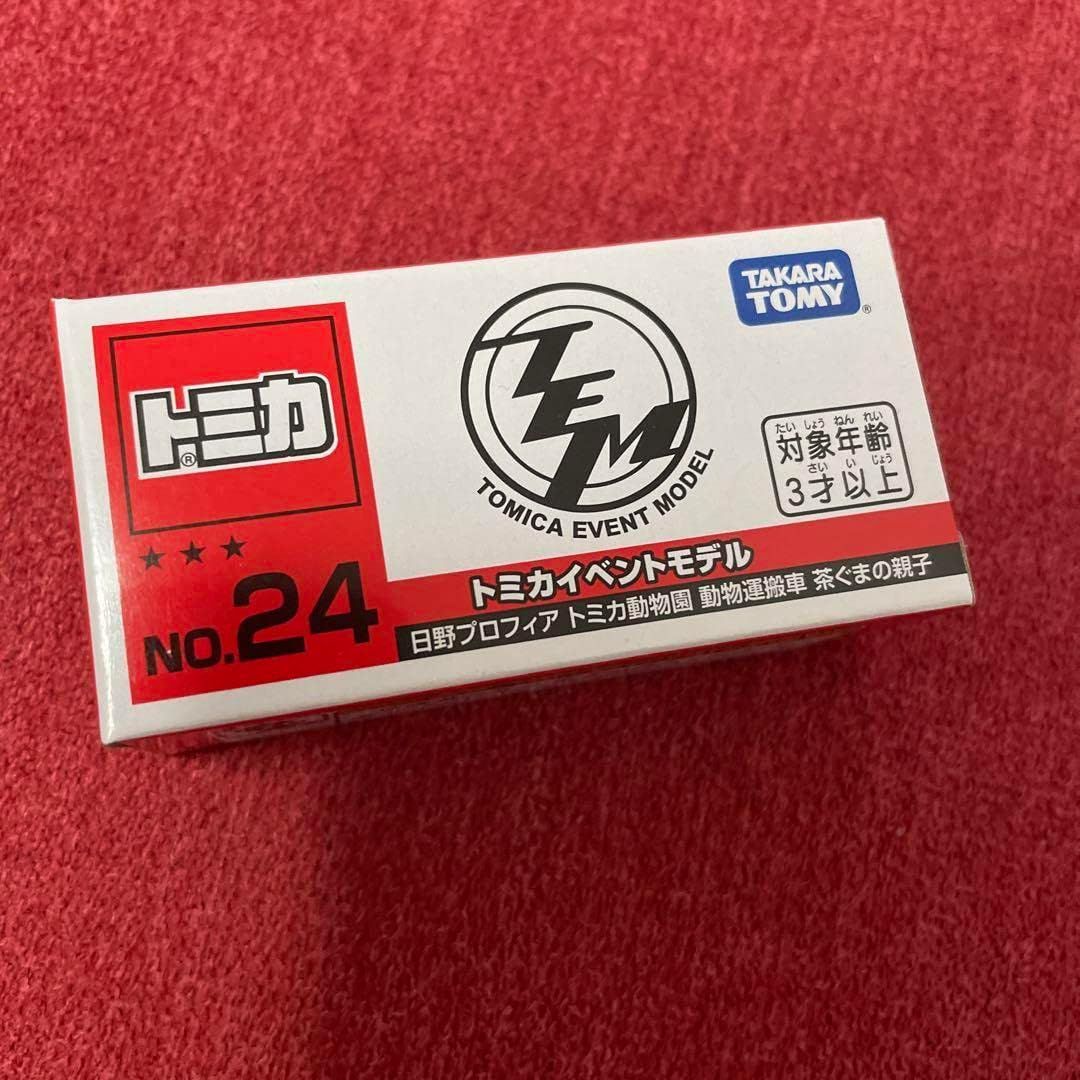 トミカ®
★★★
NO.24
TEM
TOMICA EVENT MODEL
TAKARA
TOMY®
たいしょうねんれい
対象年齢
さいいじょう
3才以上
トミカイベントモデル
日野プロフィア トミカ動物園 動物運搬車 茶ぐまの親子